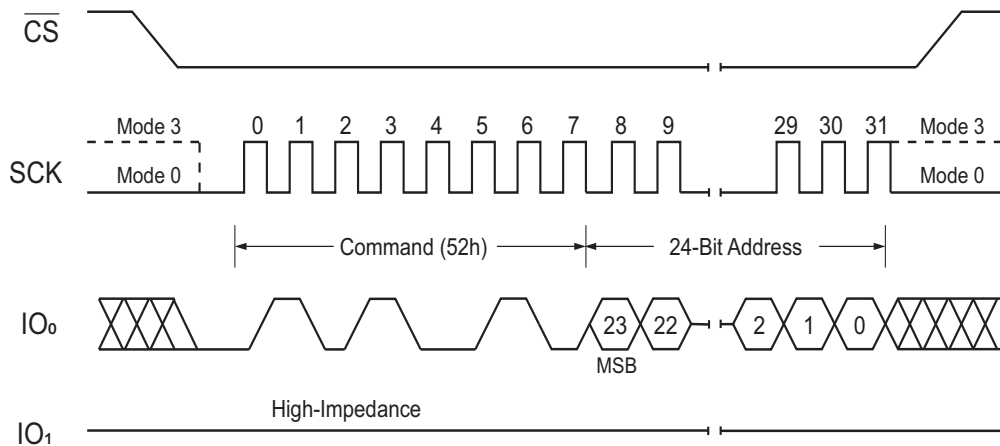 CS
Mode 3 0 1 2 3 4 5 6 7 8 9 29 30 31 Mode 3
SCK Mode 0 Mode 0
Command (52h) 24-Bit Address
IO₀ 23 22 2 1 0
MSB
High-Impedance
IO₁